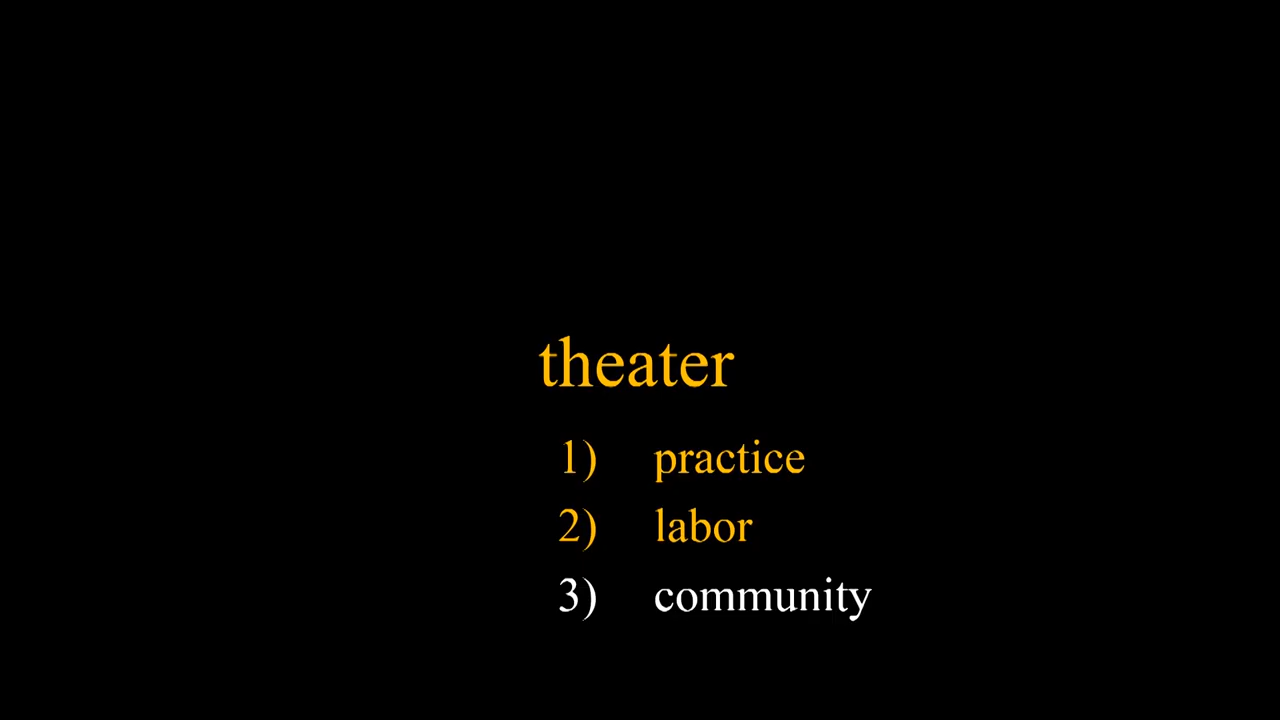 theater
1) practice
2) labor
3) community